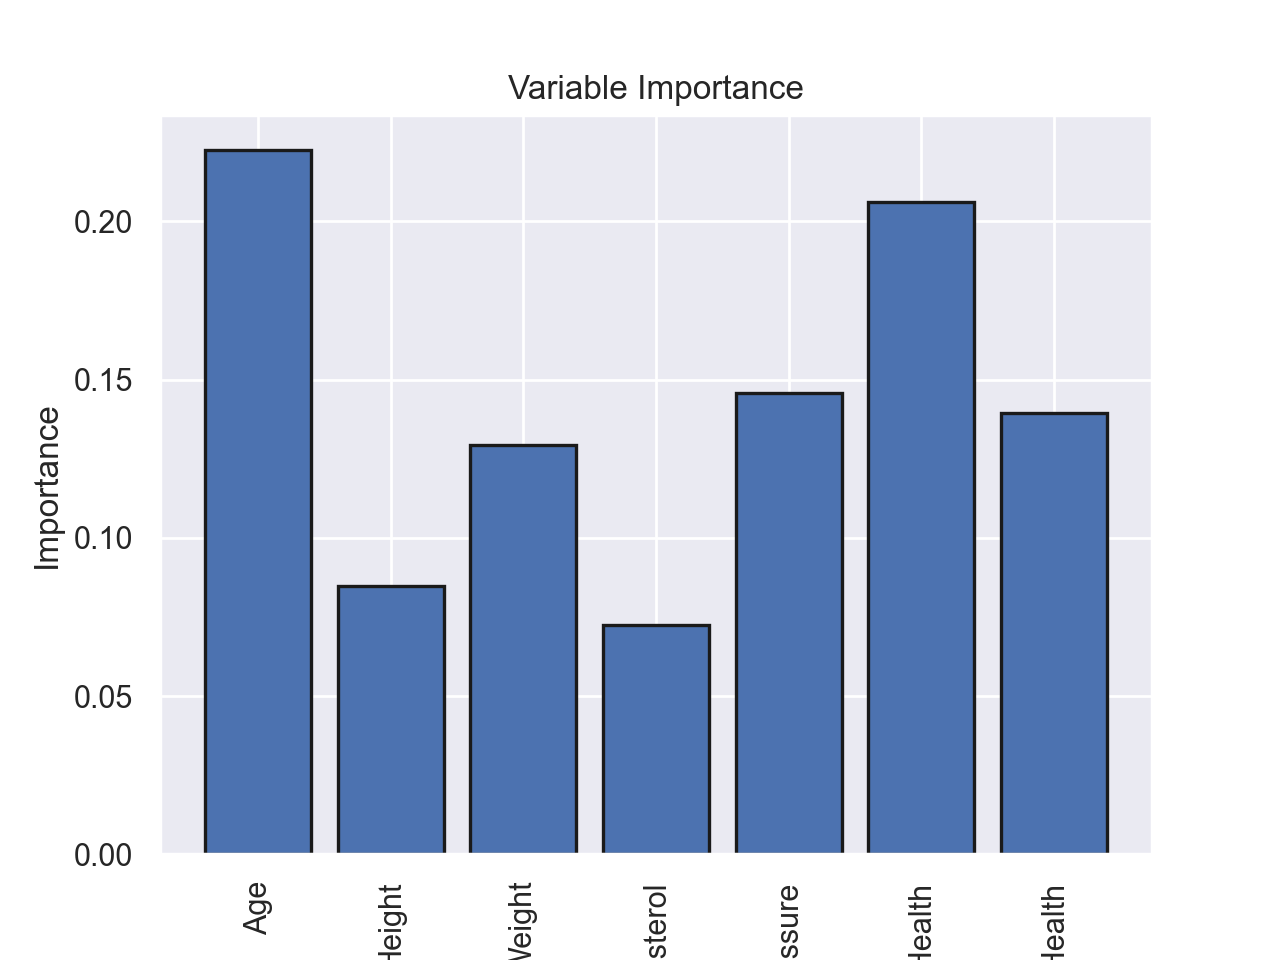 Variable Importance
Importance
0.20
0.15
0.10
0.05
0.00
Age
Height
Weight
sterol
ssure
Health
Health